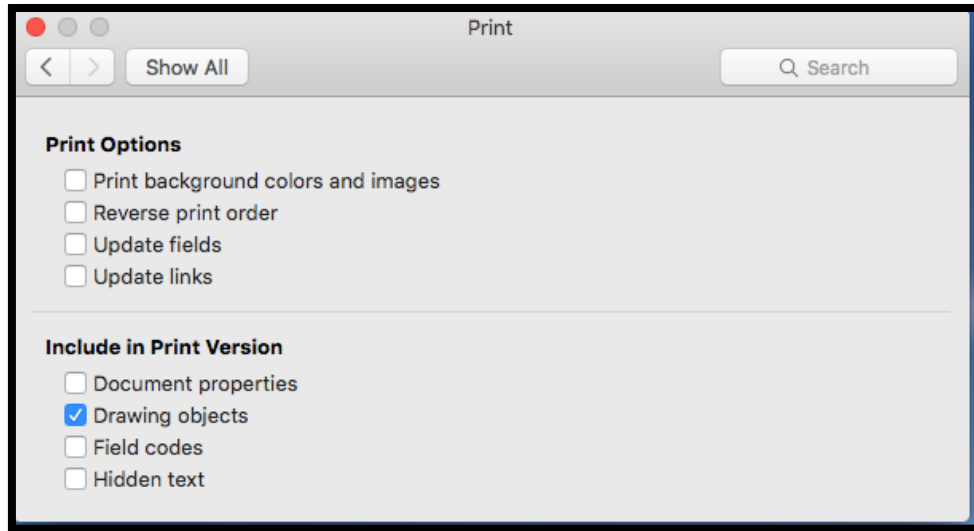 Print
Show All
Search
Print Options
Print background colors and images
Reverse print order
Update fields
Update links
Include in Print Version
Document properties
Drawing objects
Field codes
Hidden text